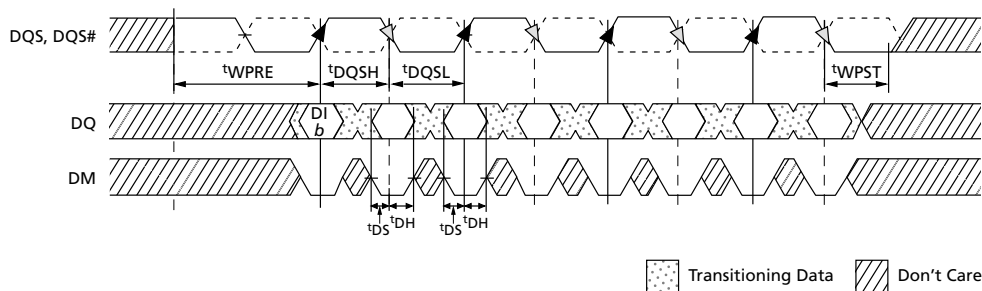 DQS, DQS#
tWPRE tDQSH tDQSL tWPST
DQ
DI
b
DM
tDS tDH tDS tDH
Transitioning Data Don't Care